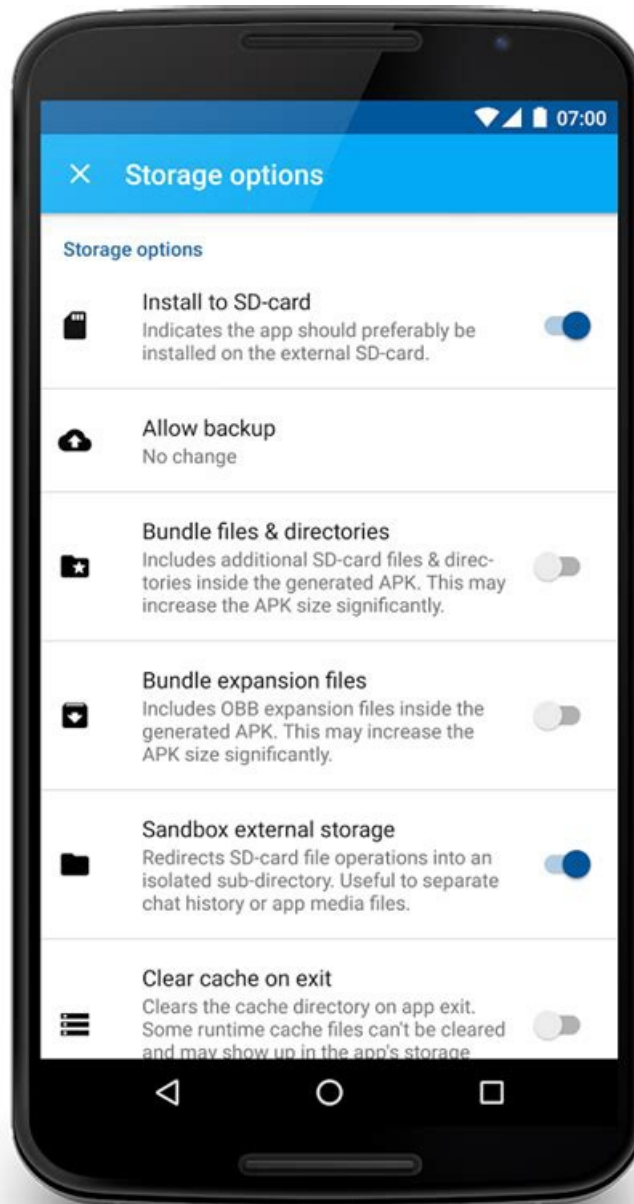 07:00
Storage options
Storage options
Install to SD-card
Indicates the app should preferably be
installed on the external SD-card.
Allow backup
No change
Bundle files & directories
Includes additional SD-card files & direc-
tories inside the generated APK. This may
increase the APK size significantly.
Bundle expansion files
Includes OBB expansion files inside the
generated APK. This may increase the
APK size significantly.
Sandbox external storage
Redirects SD-card file operations into an
isolated sub-directory. Useful to separate
chat history or app media files.
Clear cache on exit
Clears the cache directory on app exit.
Some runtime cache files can't be cleared
and may show up in the app's storage